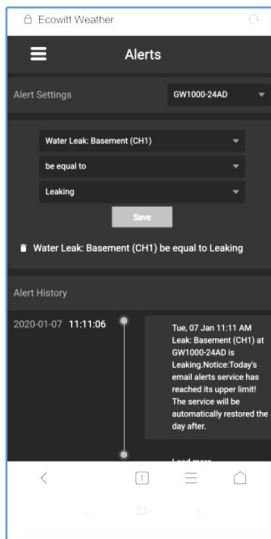 Ecowitt Weather
Alerts
Alert Settings
GW1000-24AD
Water Leak: Basement (CH1)
be equal to
Leaking
Save
Water Leak: Basement (CH1) be equal to Leaking
Alert History
2020-01-07 11:11:06
Tue, 07 Jan 11:11 AM
Leak: Basement (CH1) at
GW1000-24AD is
Leaking.Notice:Today's
email alerts service has
reached its upper limit!
The service will be
automatically restored the
day after.
Load more
1